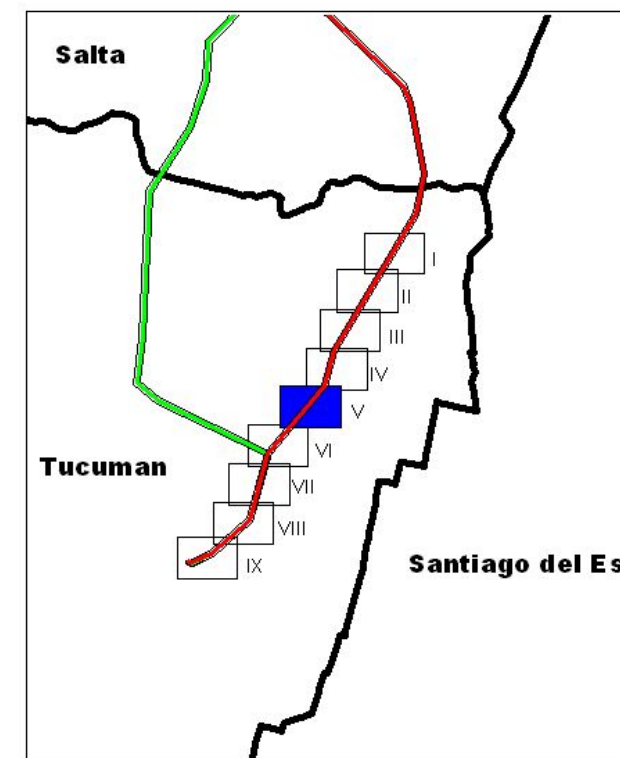 Salta
I
II
III
IV
V
VI
Tucuman
VII
VIII
Santiago del Es
IX